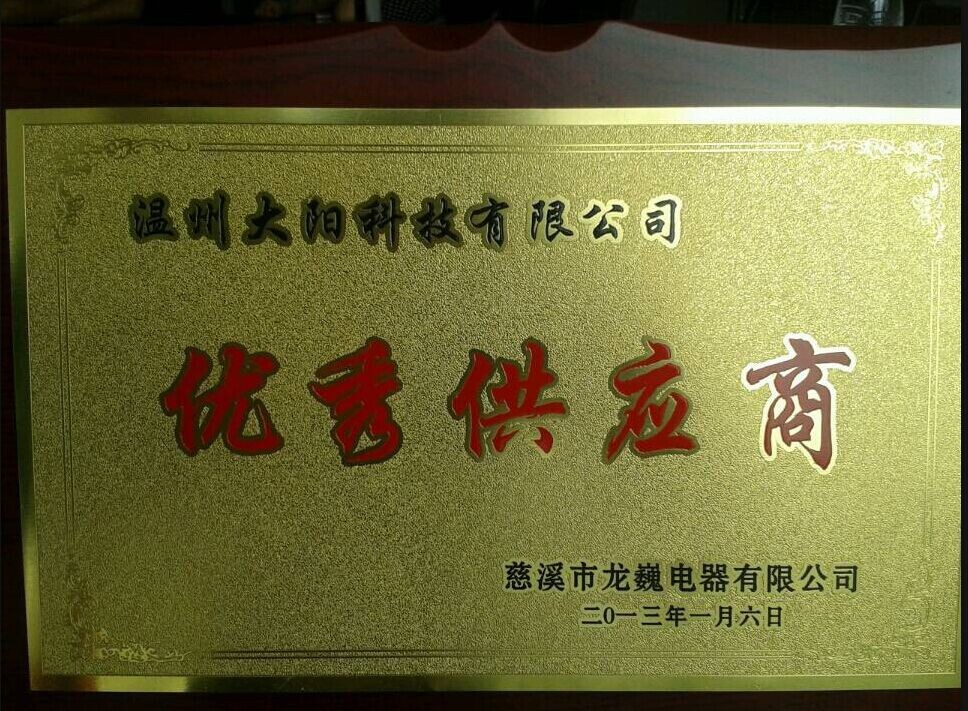 温州大阳科技有限公司
优秀供应商
慈溪市龙巍电器有限公司
二0一三年一月六日